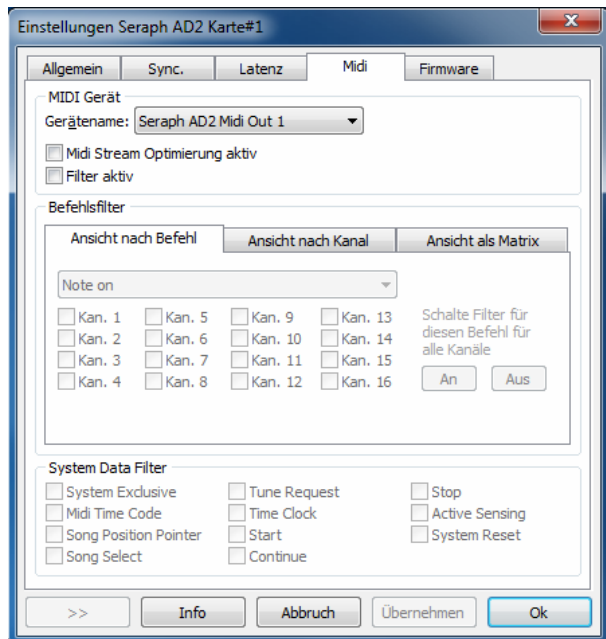 Einstellungen Seraph AD2 Karte#1
Allgemein Sync. Latenz Midi Firmware
MIDI Gerät
Gerätename: Seraph AD2 Midi Out 1
Midi Stream Optimierung aktiv
Filter aktiv
Befehlsfilter
Ansicht nach Befehl Ansicht nach Kanal Ansicht als Matrix
Note on
Kan. 1 Kan. 5 Kan. 9 Kan. 13
Kan. 2 Kan. 6 Kan. 10 Kan. 14
Kan. 3 Kan. 7 Kan. 11 Kan. 15
Kan. 4 Kan. 8 Kan. 12 Kan. 16
Schalte Filter für
diesen Befehl für
alle Kanäle
An Aus
System Data Filter
System Exclusive Tune Request Stop
Midi Time Code Time Clock Active Sensing
Song Position Pointer Start System Reset
Song Select Continue
>> Info Abbruch Übernehmen Ok